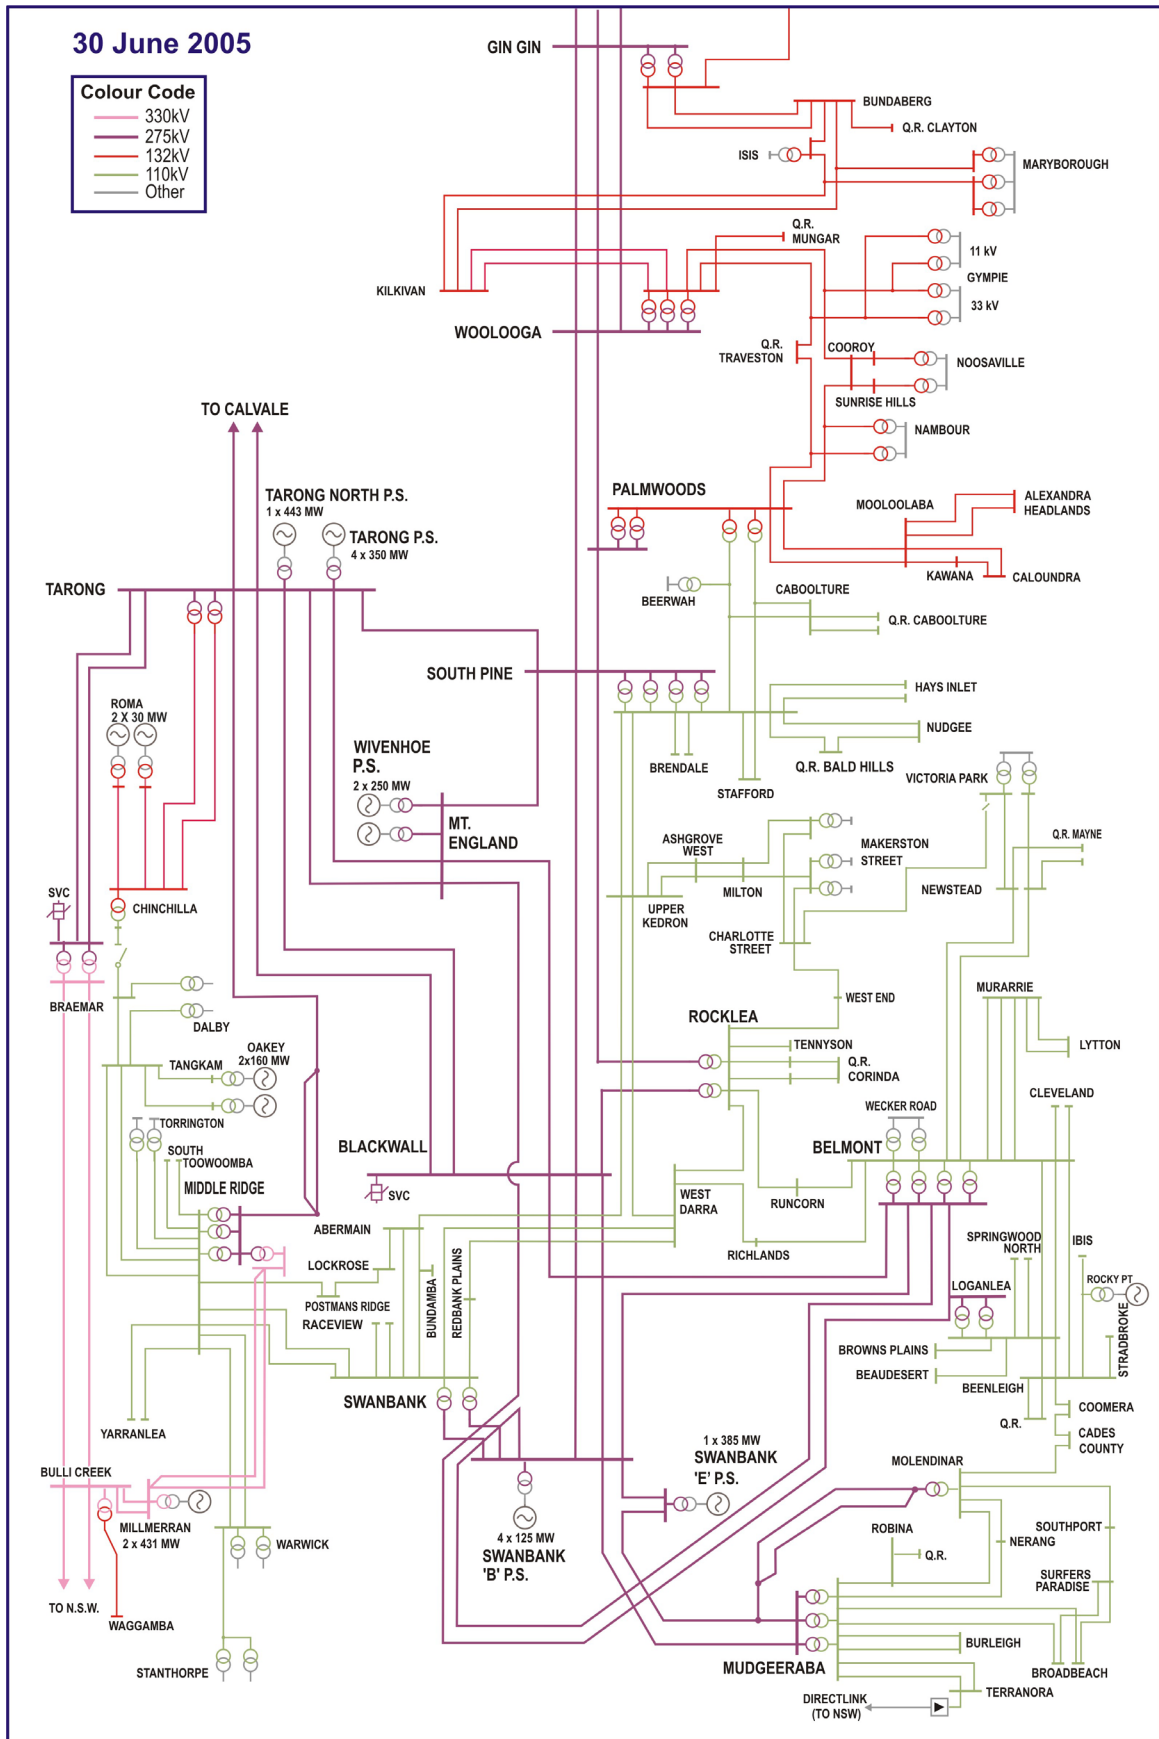 30 June 2005
Colour Code
330kV
275kV
132kV
110kV
Other
GIN GIN
BUNDABERG
Q.R. CLAYTON
ISIS
MARYBOROUGH
Q.R.
MUNGAR
11 kV
GYMPIE
33 kV
KILKIVAN
WOOLOOGA
Q.R.
TRAVESTON
COOROY
NOOSAVILLE
SUNRISE HILLS
NAMBOUR
TO CALVALE
TARONG NORTH P.S.
1 x 443 MW
TARONG P.S.
4 x 350 MW
PALMWOODS
MOOLOOLABA
ALEXANDRA
HEADLANDS
KAWANA
CALOUNDRA
TARONG
BEERWAH
CABOOLTURE
Q.R. CABOOLTURE
SOUTH PINE
HAYS INLET
NUDGEE
ROMA
2 X 30 MW
BRENDALE
Q.R. BALD HILLS
STAFFORD
VICTORIA PARK
WIVENHOE
P.S.
2 x 250 MW
MT.
ENGLAND
ASHGROVE
WEST
MAKERSTON
STREET
Q.R. MAYNE
MILTON
NEWSTEAD
UPPER
KEDRON
CHARLOTTE
STREET
SVC
CHINCHILLA
BRAEMAR
WEST END
MURARRIE
DALBY
ROCKLEA
TENNYSON
Q.R.
CORINDA
LYTTON
TANGKAM
OAKEY
2x160 MW
CLEVELAND
TORRINGTON
WECKER ROAD
SOUTH
TOOWOOMBA
BLACKWALL
BELMONT
MIDDLE RIDGE
SVC
WEST
DARRA
RUNCORN
ABERMAIN
RICHLANDS
SPRINGWOOD
NORTH
IBIS
LOCKROSE
POSTMANS RIDGE
RACEVIEW
BUNDAMBA
REDBANK PLAINS
LOGANLEA
ROCKY PT
STRADBROKE
BROWNS PLAINS
BEAUDESERT
BEENLEIGH
SWANBANK
Q.R.
COOMERA
YARRANLEA
CADES
COUNTY
1 x 385 MW
SWANBANK
'E' P.S.
MOLENDINAR
BULLI CREEK
MILLMERRAN
2 x 431 MW
WARWICK
4 x 125 MW
SWANBANK
'B' P.S.
ROBINA
Q.R.
NERANG
SOUTHPORT
SURFERS
PARADISE
TO N.S.W.
WAGGAMBA
STANTHORPE
MUDGEERABA
BURLEIGH
BROADBEACH
TERRANORA
DIRECTLINK
(TO NSW)